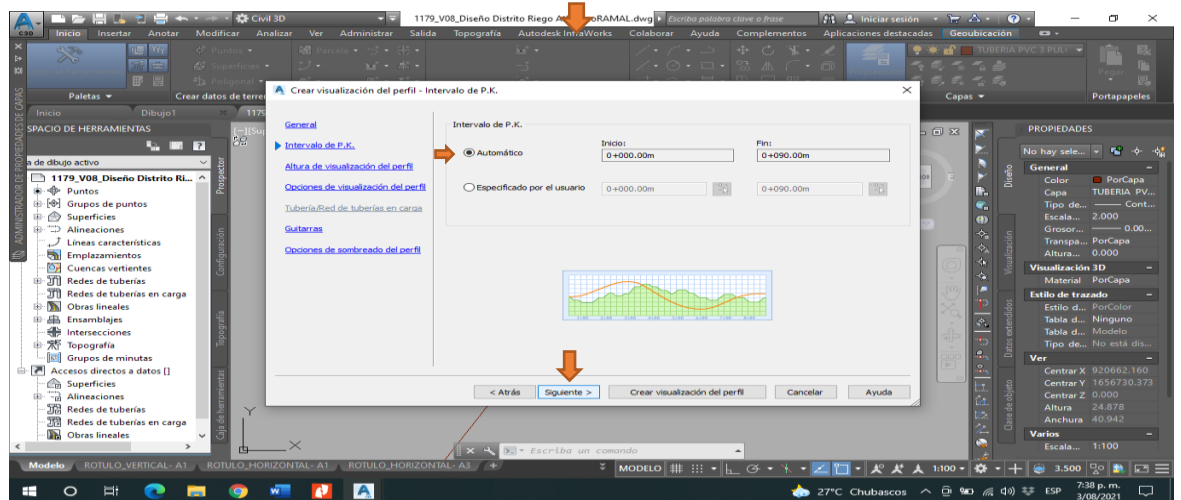 C3D
Civil 3D
1179_V08_Diseño Distrito Riego A
oRAMAL.dwg
Escriba palabra clave o frase
Iniciar sesión
Inicio Insertar Anotar Modificar Analizar Ver Administrar Salida Topografía Autodesk InfraWorks Colaborar Ayuda Complementos Aplicaciones destacadas Geoubicación
Puntos
Parcela
TUBERIA PVC 3 PUL
Superficies
Poligonal
Pegar
Paletas
Crear datos de terre
Capas
Portapapeles
Inicio Dibujo1 1179
SPACIO DE HERRAMIENTAS
[-][Su
a de dibujo activo
1179_V08_Diseño Distrito Ri...
Puntos
Grupos de puntos
Superficies
Alineaciones
Líneas características
Emplazamientos
Cuencas vertientes
Redes de tuberías
Redes de tuberías en carga
Obras lineales
Ensamblajes
Intersecciones
Topografía
Grupos de minutas
Accesos directos a datos []
Superficies
Alineaciones
Redes de tuberías
Redes de tuberías en carga
Obras lineales
ADMINISTRADOR DE PROPIEDADES DE CAPAS
Prospector
Configuración
Topografía
Caja de herramientas
Crear visualización del perfil - Intervalo de P.K.
General
Intervalo de P.K.
Altura de visualización del perfil
Opciones de visualización del perfil
Tubería/Red de tuberías en carga
Guitarras
Opciones de sombreado del perfil
Intervalo de P.K.
Inicio: Fin:
Automático 0+000.00m 0+090.00m
Especificado por el usuario 0+000.00m 0+090.00m
< Atrás Siguiente > Crear visualización del perfil Cancelar Ayuda
Y
X
Escriba un comando
PROPIEDADES
No hay sele...
General
Color PorCapa
Capa TUBERIA PV...
Tipo de... Cont...
Escala... 2.000
Grosor... 0.00...
Transpa... PorCapa
Altura... 0.000
Visualización 3D
Material PorCapa
Estilo de trazado
Estilo d... PorColor
Tabla d... Ninguno
Tabla d... Modelo
Tipo de... No está dis...
Ver
Centrar X 920662.160
Centrar Y 1656730.373
Centrar Z 0.000
Altura 24.878
Anchura 40.942
Varios
Escala... 1:100
Diseño
Visualización
Datos extendidos
Clase de objeto
Modelo ROTULO_VERTICAL- A1 ROTULO_HORIZONTAL- A1 ROTULO_HORIZONTAL- A3 +
MODELO
1:100
3.500
27°C Chubascos
ESP
7:38 p. m.
3/08/2021